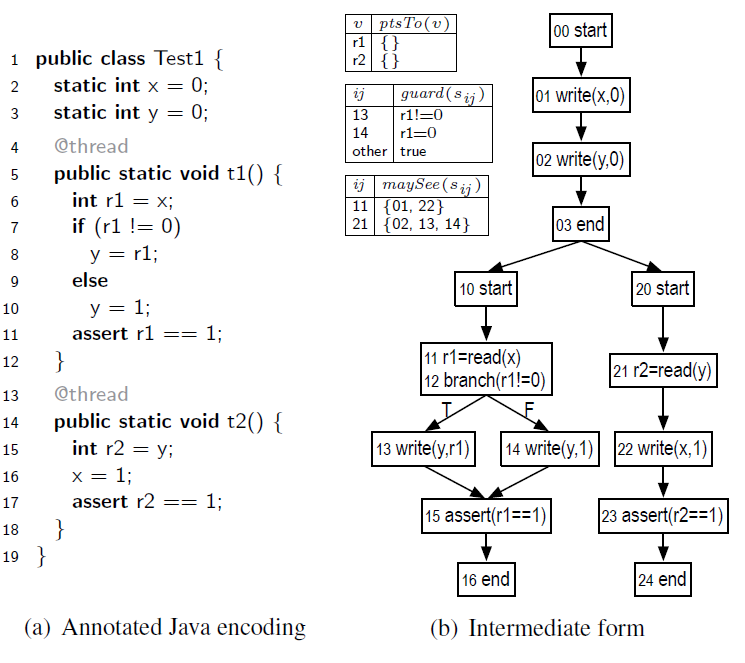 1 public class Test1 {
2 static int x = 0;
3 static int y = 0;
4 @thread
5 public static void t1() {
6 int r1 = x;
7 if (r1 != 0)
8 y = r1;
9 else
10 y = 1;
11 assert r1 == 1;
12 }
13 @thread
14 public static void t2() {
15 int r2 = y;
16 x = 1;
17 assert r2 == 1;
18 }
19 }
(a) Annotated Java encoding
v ptsTo(v)
r1 {}
r2 {}
ij guard(sij)
13 r1!=0
14 r1=0
other true
ij maySee(sij)
11 {01, 22}
21 {02, 13, 14}
00 start
01 write(x,0)
02 write(y,0)
03 end
10 start
20 start
11 r1=read(x)
12 branch(r1!=0)
21 r2=read(y)
T F
13 write(y,r1)
14 write(y,1)
22 write(x,1)
15 assert(r1==1)
23 assert(r2==1)
16 end
24 end
(b) Intermediate form